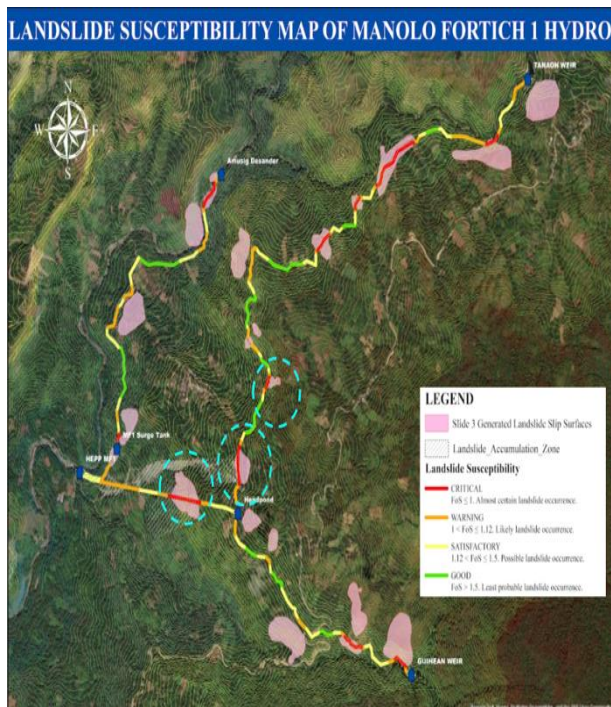 LANDSLIDE SUSCEPTIBILITY MAP OF MANOLO FORTICH 1 HYDRO
TANAON WEIR
N
W E
S
Amusig Desander
LEGEND
Slide 3 Generated Landslide Slip Surfaces
Landslide_Accumulation_Zone
Landslide Susceptibility
CRITICAL
FoS ≤ 1. Almost certain landslide occurrence.
WARNING
1 < FoS ≤ 1.12. Likely landslide occurrence.
SATISFACTORY
1.12 < FoS ≤ 1.5. Possible landslide occurrence.
GOOD
FoS > 1.5. Least probable landslide occurrence.
MF1 Surge Tank
HEPP MF1
Headpond
GUIHEAN WEIR